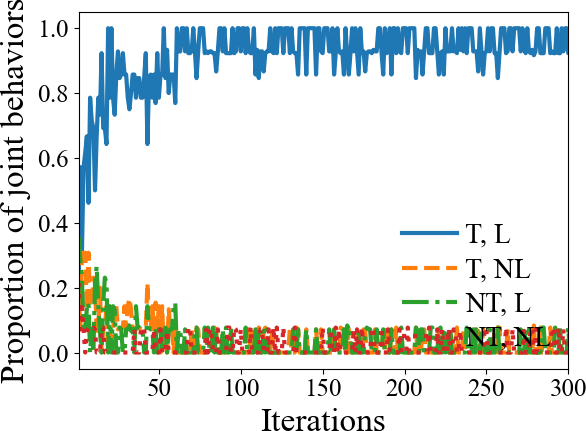 Proportion of joint behaviors
1.0
0.8
0.6
0.4
0.2
0.0
T, L
T, NL
NT, L
NT, NL
50
100
150
200
250
300
Iterations